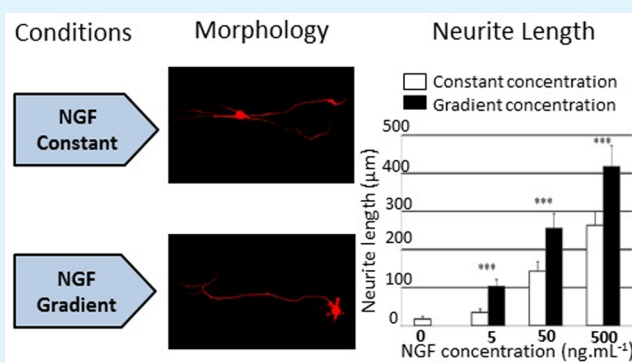 Conditions
Morphology
Neurite Length
NGF
Constant
NGF
Gradient
Constant concentration
Gradient concentration
Neurite length (µm)
500
400
300
200
100
0
***
***
***
0
5
50
500
NGF concentration (ng.mL⁻¹)